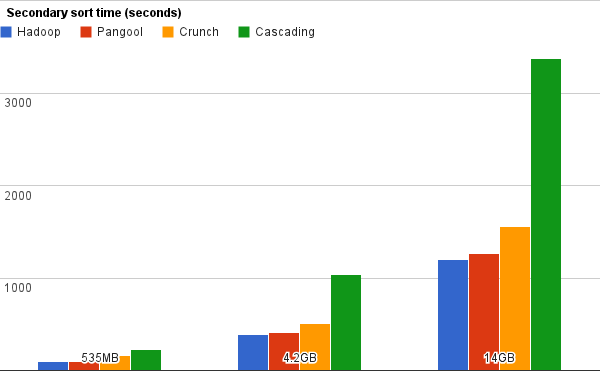 Secondary sort time (seconds)
Hadoop Pangool Crunch Cascading
3000
2000
1000
535MB 4.2GB 14GB